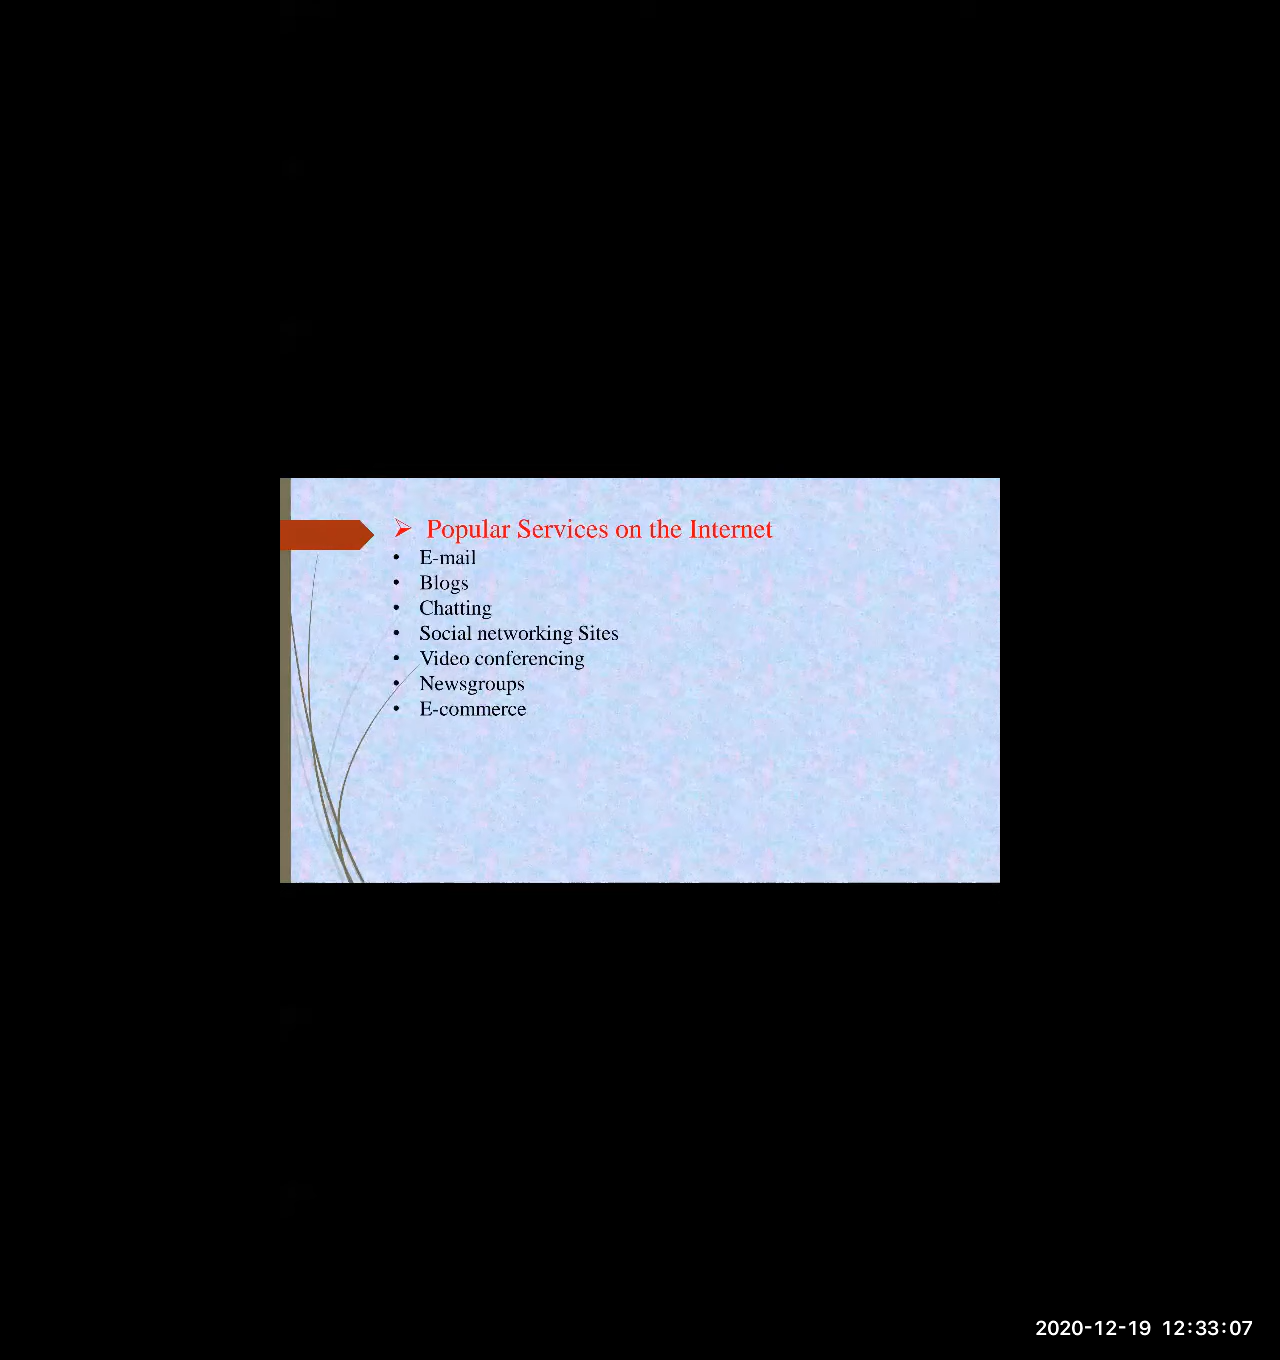 ➢ Popular Services on the Internet
• E-mail
• Blogs
• Chatting
• Social networking Sites
• Video conferencing
• Newsgroups
• E-commerce
2020-12-19 12:33:07